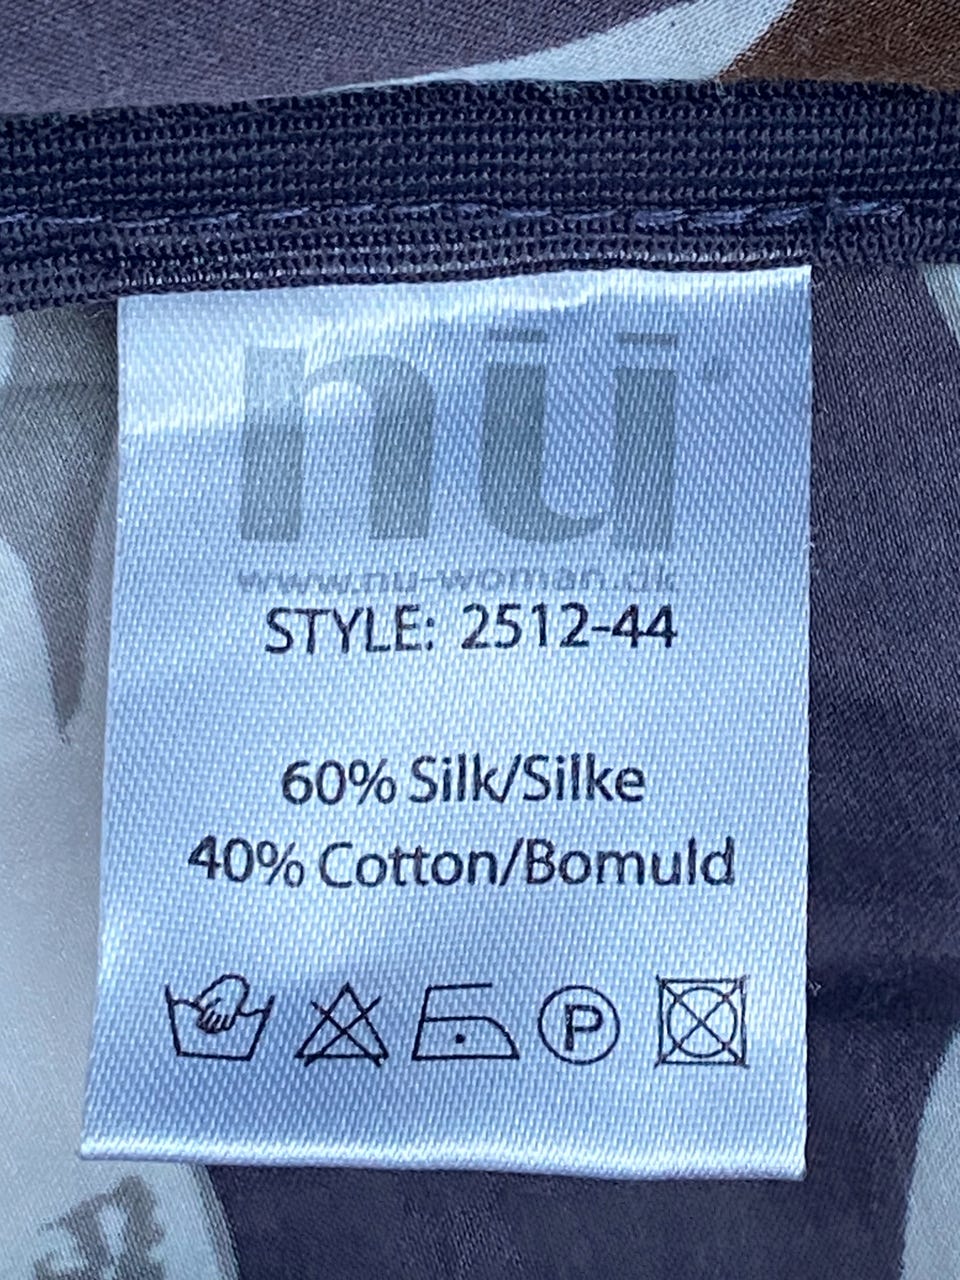 nü
www.nu-woman.dk
STYLE: 2512-44
60% Silk/Silke
40% Cotton/Bomuld
P